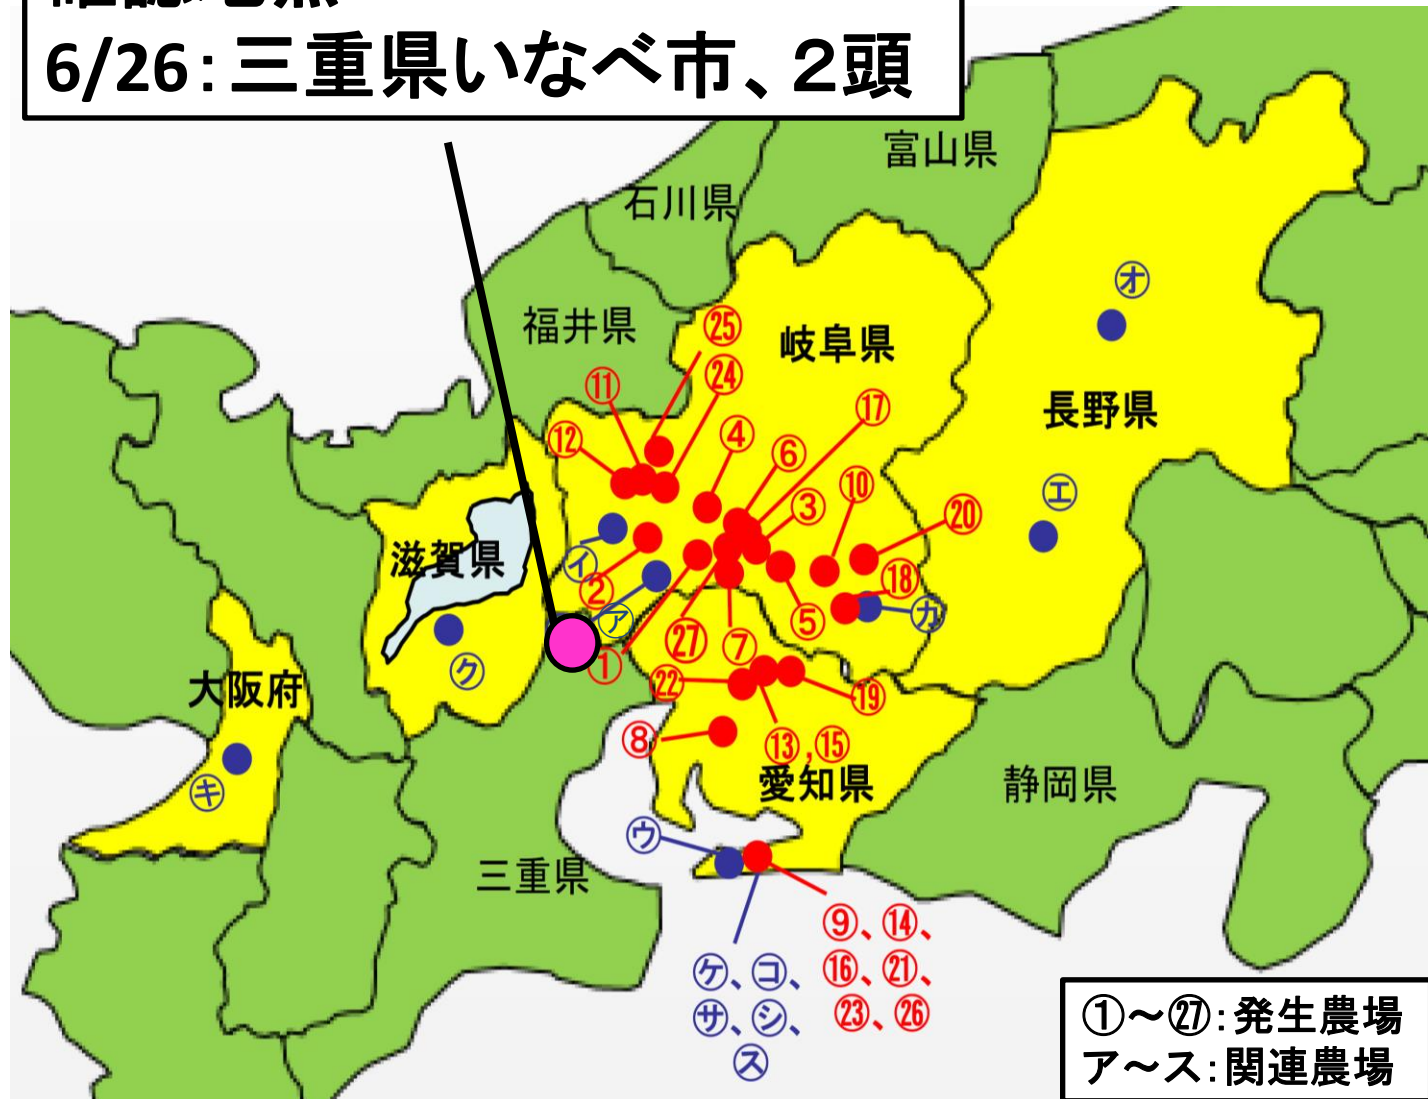 6/26:三重県いなべ市、2頭
富山県
石川県
福井県
岐阜県
長野県
滋賀県
大阪府
愛知県
静岡県
三重県
㉕
㉔
⑪
⑫
④
⑥
⑰
③
⑩
⑳
⑱
②
①
㉗
⑦
⑤
㉒
⑲
⑧
⑬,⑮
㋔
㋓
㋑
㋐
㋕
㋗
㋖
㋒
⑨、⑭、
⑯、㉑、
㉓、㉖
㋘、㋙、
㋚、㋛、
㋜
①~㉗:発生農場
ア~ス:関連農場